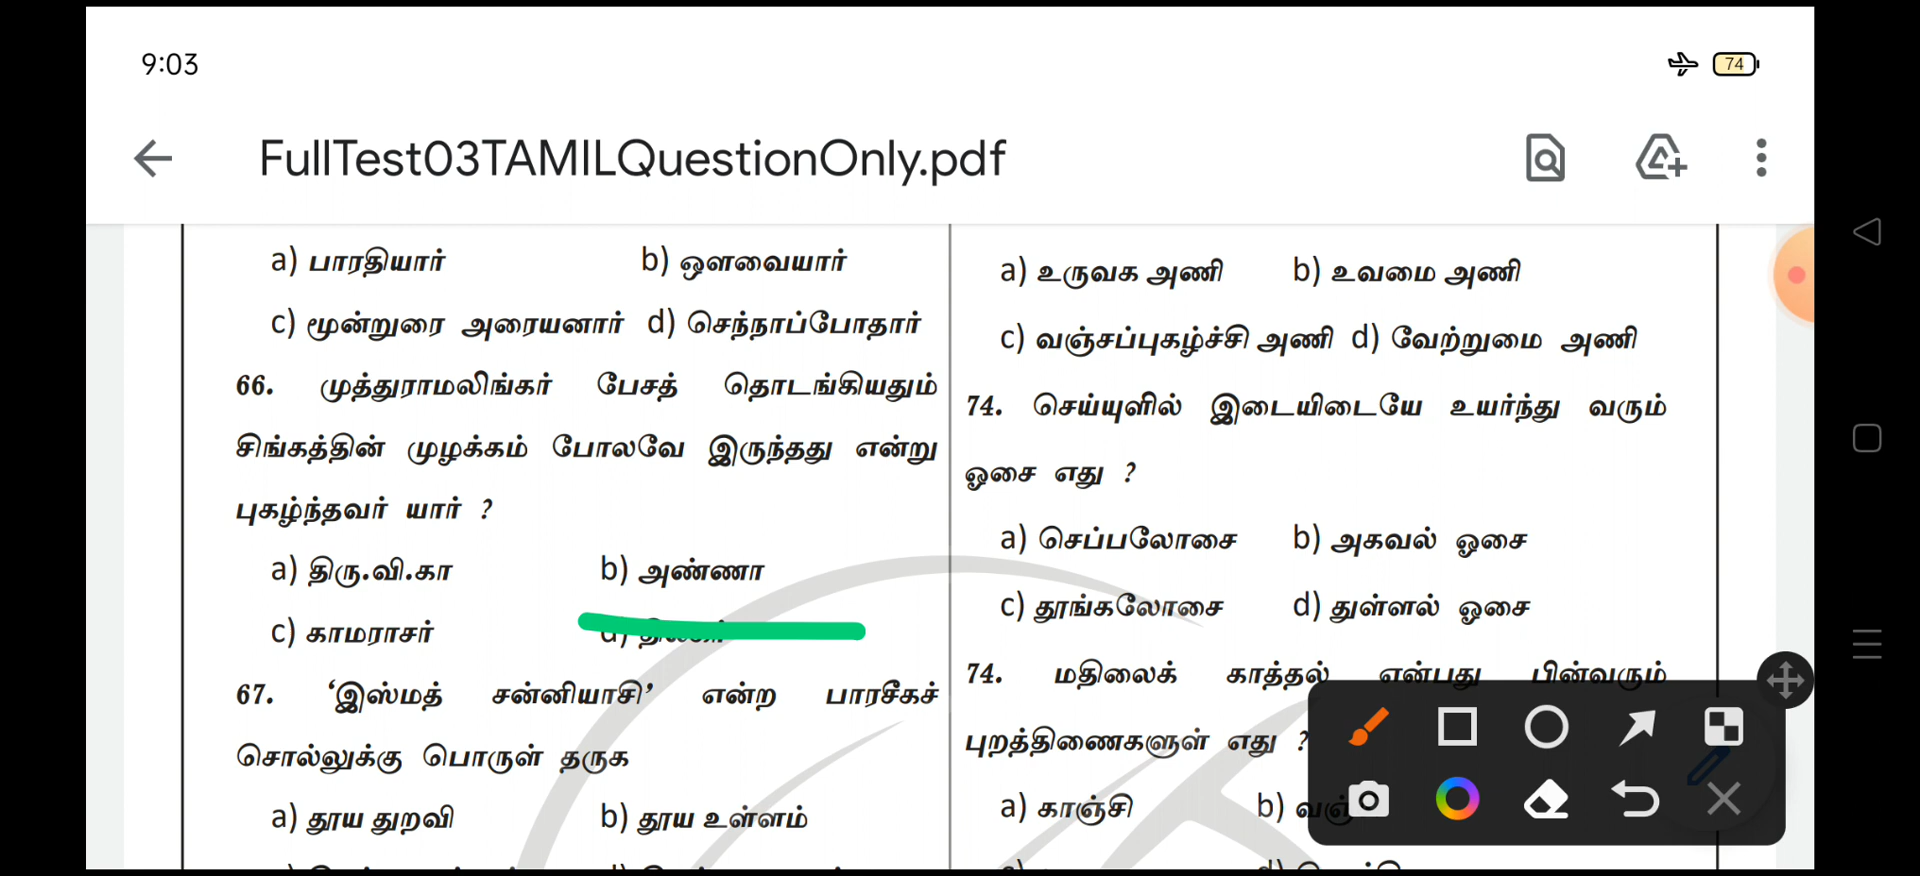 9:03
74
FullTest03TAMILQuestionOnly.pdf
a) பாரதியார் b) ஔவையார்
c) மூன்றுரை அரையனார் d) செந்நாப்போதார்
66. முத்துராமலிங்கர் பேசத் தொடங்கியதும்
சிங்கத்தின் முழக்கம் போலவே இருந்தது என்று
புகழ்ந்தவர் யார் ?
a) திரு.வி.கா b) அண்ணா
c) காமராசர் d)
67. ‘இஸ்மத் சன்னியாசி’ என்ற பாரசீகச்
சொல்லுக்கு பொருள் தருக
a) தூய துறவி b) தூய உள்ளம்
a) உருவக அணி b) உவமை அணி
c) வஞ்சப்புகழ்ச்சி அணி d) வேற்றுமை அணி
74. செய்யுளில் இடையிடையே உயர்ந்து வரும்
ஓசை எது ?
a) செப்பலோசை b) அகவல் ஓசை
c) தூங்கலோசை d) துள்ளல் ஓசை
74. மதிலைக் காத்தல் என்பது பின்வரும்
புறத்திணைகளுள் எது ?
a) காஞ்சி b)